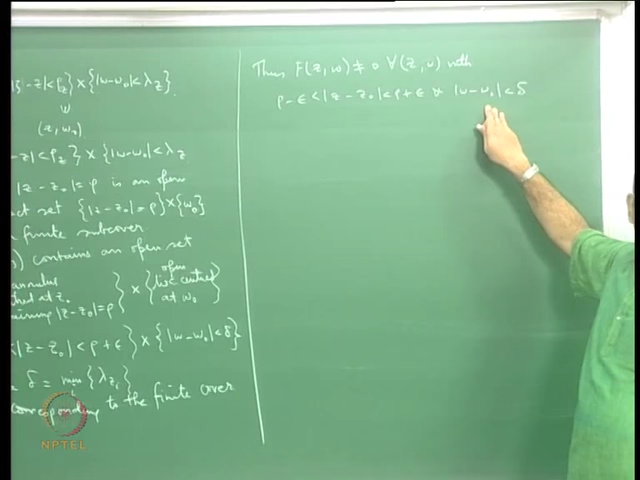 |ζ-z|<ρ_z} × {|w-w₀|<λ_z}
(z, w₀)
-z|<ρ_z} × |w-w₀|<λ_z
|z-z₀|=ρ is an open
set {|z-z₀|=ρ}×{w₀}
finite subcover
contains an open set
annulus } × { open
at z₀ disc centred
|z-z₀|=ρ at w₀ }
|z-z₀|<ρ+ε} × {|w-w₀|<δ}
δ = min {λ_{z_i}}
corresponding to the finite cover
Thus F(z,w) ≠ 0 ∀(z,w) with
ρ-ε<|z-z₀|<ρ+ε & |w-w₀|<δ
NPTEL